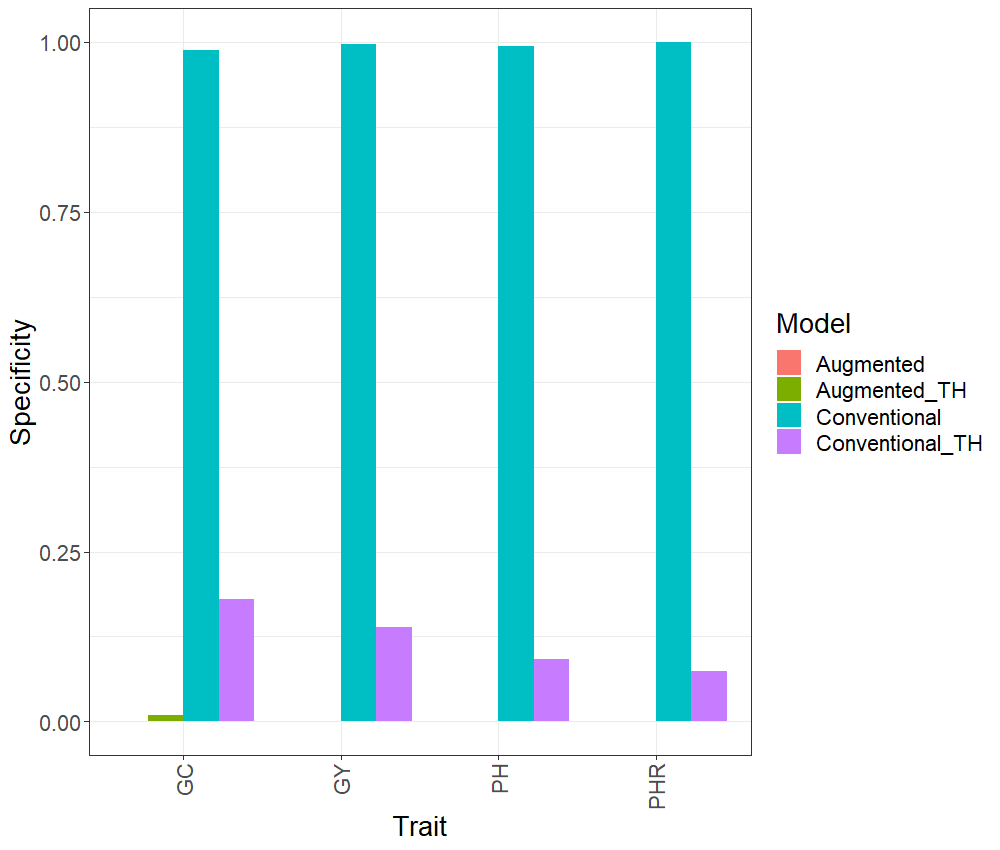 1.00
0.75
0.50
0.25
0.00
Specificity
GC
GY
PH
PHR
Trait
Model
Augmented
Augmented_TH
Conventional
Conventional_TH